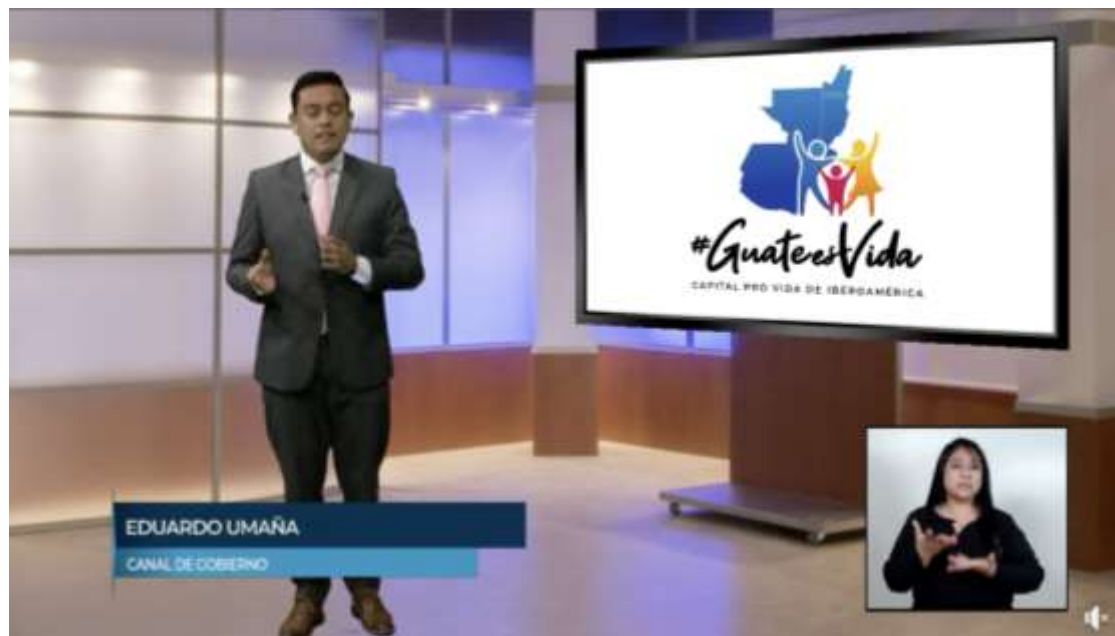 #GuateesVida
CAPITAL PRO VIDA DE IBEROAMÉRICA
EDUARDO UMAÑA
CANAL DE GOBIERNO